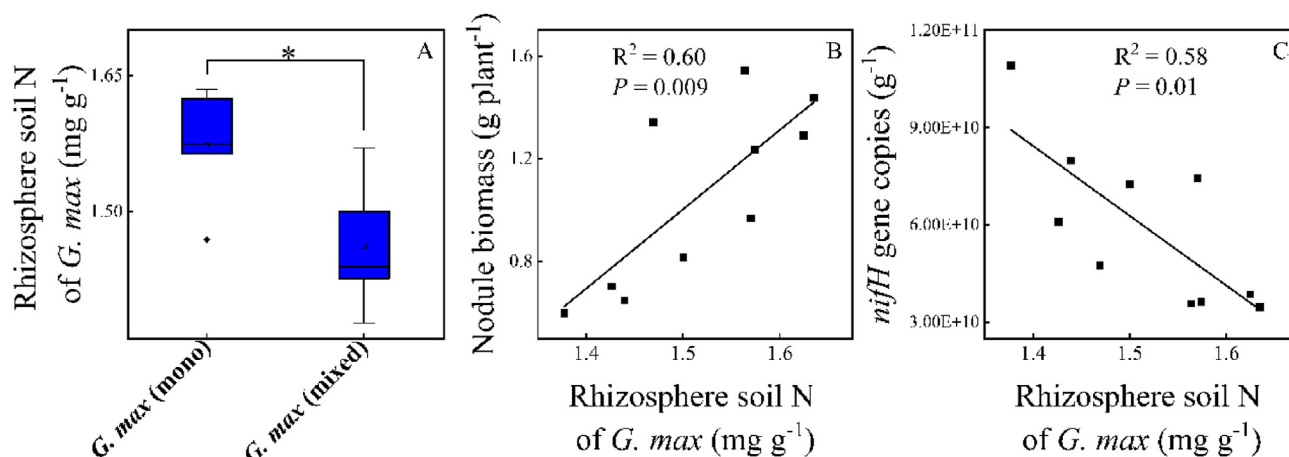 Rhizosphere soil N
of G. max (mg g⁻¹)
1.65
1.50
A
*
G. max (mono)
G. max (mixed)
Nodule biomass (g plant⁻¹)
1.6
1.2
0.8
R² = 0.60
P = 0.009
B
1.4 1.5 1.6
Rhizosphere soil N
of G. max (mg g⁻¹)
nifH gene copies (g⁻¹)
1.20E+11
9.00E+10
6.00E+10
3.00E+10
R² = 0.58
P = 0.01
C
1.4 1.5 1.6
Rhizosphere soil N
of G. max (mg g⁻¹)